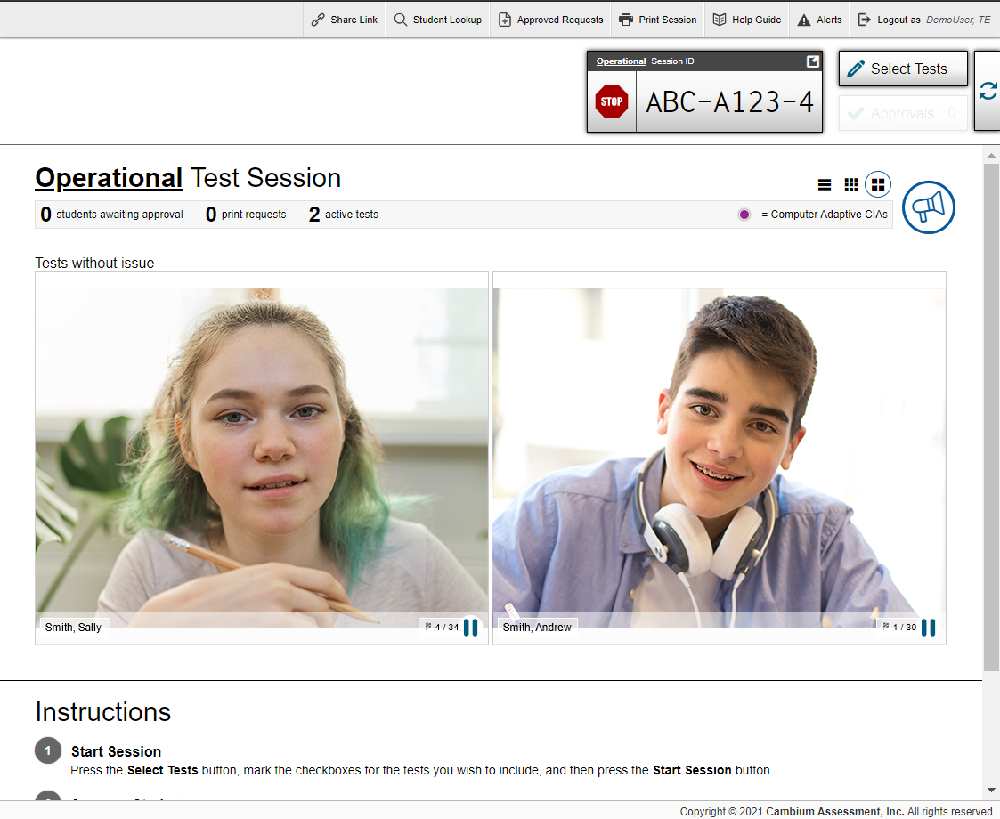 Share Link Student Lookup Approved Requests Print Session Help Guide Alerts Logout as DemoUser, TE
Operational Session ID
STOP ABC-A123-4
Select Tests
Approvals 0
Operational Test Session
0 students awaiting approval 0 print requests 2 active tests = Computer Adaptive CIAs
Tests without issue
Smith, Sally 4 / 34
Smith, Andrew 1 / 30
Instructions
1 Start Session
Press the Select Tests button, mark the checkboxes for the tests you wish to include, and then press the Start Session button.
Copyright © 2021 Cambium Assessment, Inc. All rights reserved.